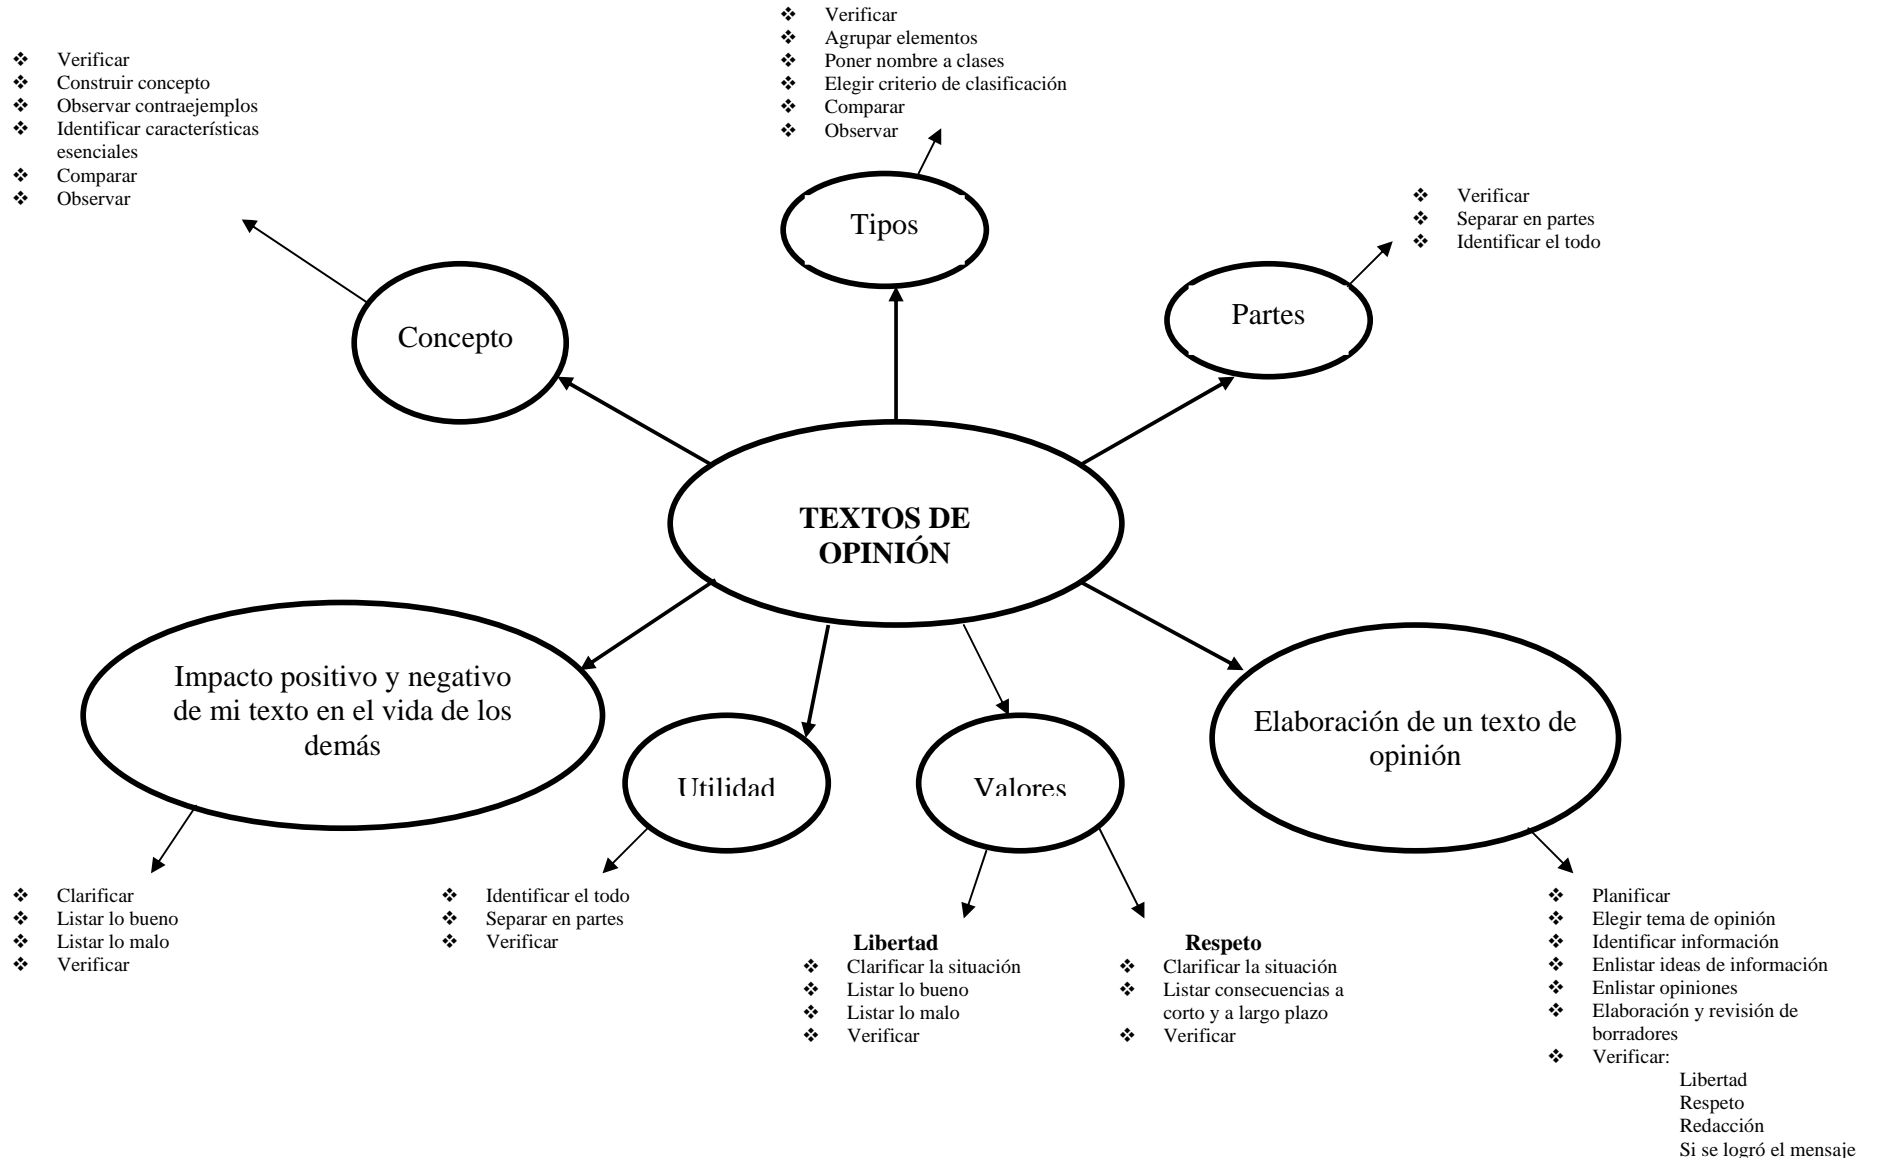 Verificar
Agrupar elementos
Poner nombre a clases
Elegir criterio de clasificación
Comparar
Observar
Verificar
Construir concepto
Observar contraejemplos
Identificar características
esenciales
Comparar
Observar
Verificar
Separar en partes
Identificar el todo
Tipos
Partes
Concepto
TEXTOS DE
OPINIÓN
Impacto positivo y negativo
de mi texto en el vida de los
demás
Utilidad
Valores
Elaboración de un texto de
opinión
Clarificar
Listar lo bueno
Listar lo malo
Verificar
Identificar el todo
Separar en partes
Verificar
Libertad
Clarificar la situación
Listar lo bueno
Listar lo malo
Verificar
Respeto
Clarificar la situación
Listar consecuencias a
corto y a largo plazo
Verificar
Planificar
Elegir tema de opinión
Identificar información
Enlistar ideas de información
Enlistar opiniones
Elaboración y revisión de
borradores
Verificar:
Libertad
Respeto
Redacción
Si se logró el mensaje